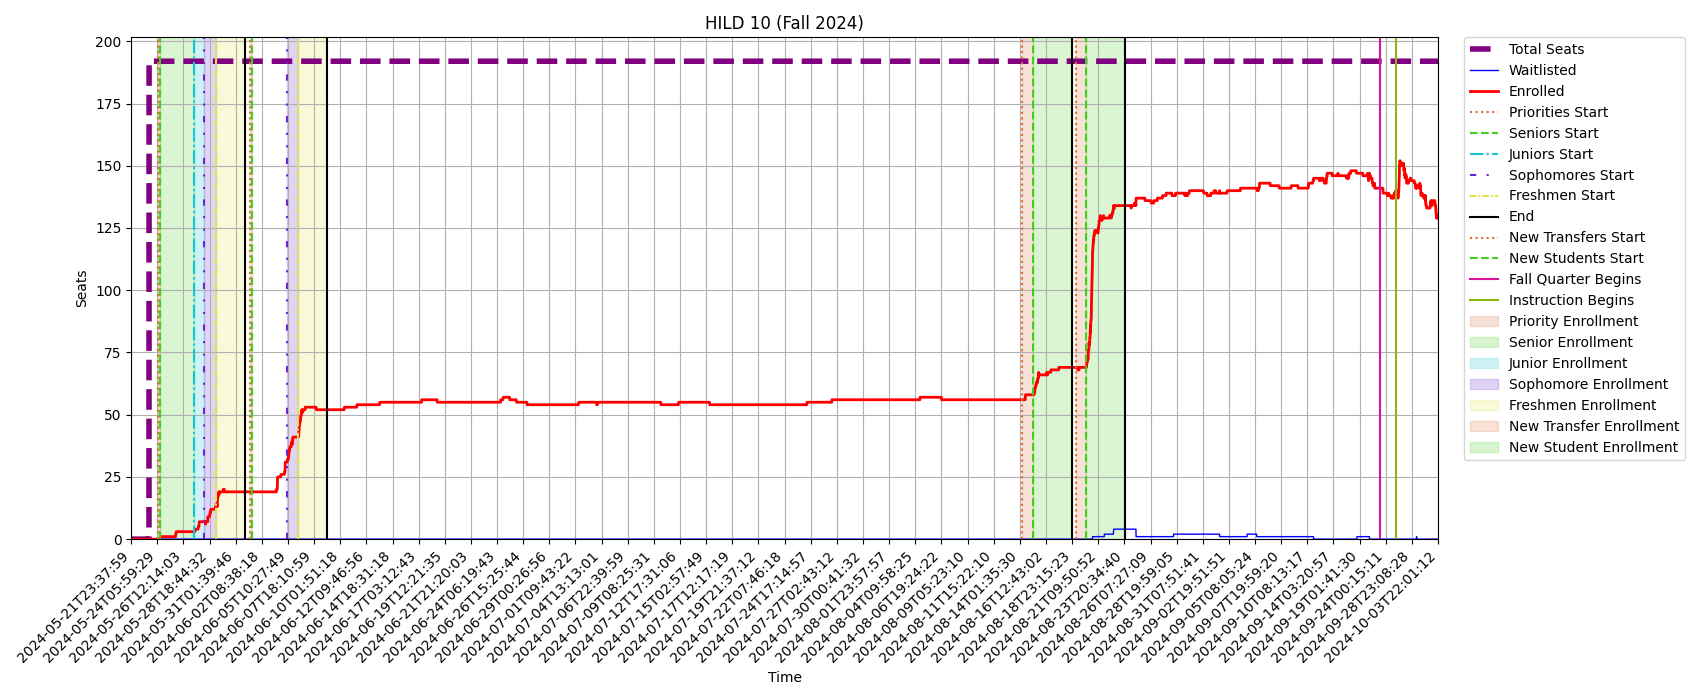 HILD 10 (Fall 2024)
200
175
150
125
100
75
50
25
0
Seats
2024-05-21T23:37:59
2024-05-24T05:59:29
2024-05-26T12:14:03
2024-05-28T18:44:32
2024-05-31T01:39:46
2024-06-02T08:38:19
2024-06-05T10:27:49
2024-06-07T18:10:59
2024-06-10T01:51:18
2024-06-12T09:46:56
2024-06-14T18:31:18
2024-06-17T03:12:43
2024-06-19T12:21:35
2024-06-21T21:20:03
2024-06-24T06:19:43
2024-06-26T15:25:44
2024-06-29T00:26:56
2024-07-01T09:43:22
2024-07-04T13:13:01
2024-07-06T22:39:59
2024-07-09T08:25:31
2024-07-12T17:31:06
2024-07-15T02:57:49
2024-07-17T12:17:19
2024-07-19T21:37:12
2024-07-22T07:46:18
2024-07-24T17:14:57
2024-07-27T02:43:12
2024-07-30T00:41:32
2024-08-01T23:57:57
2024-08-04T09:58:25
2024-08-06T19:24:22
2024-08-09T05:23:10
2024-08-11T15:22:10
2024-08-14T01:35:30
2024-08-16T12:43:02
2024-08-18T23:15:23
2024-08-21T09:50:52
2024-08-23T20:34:40
2024-08-26T07:27:09
2024-08-28T19:59:05
2024-08-31T07:51:41
2024-09-02T19:51:51
2024-09-05T08:05:24
2024-09-07T19:59:20
2024-09-10T08:13:17
2024-09-14T03:20:57
2024-09-19T01:41:30
2024-09-24T00:15:11
2024-09-28T23:08:28
2024-10-03T22:01:12
Time
Total Seats
Waitlisted
Enrolled
Priorities Start
Seniors Start
Juniors Start
Sophomores Start
Freshmen Start
End
New Transfers Start
New Students Start
Fall Quarter Begins
Instruction Begins
Priority Enrollment
Senior Enrollment
Junior Enrollment
Sophomore Enrollment
Freshmen Enrollment
New Transfer Enrollment
New Student Enrollment